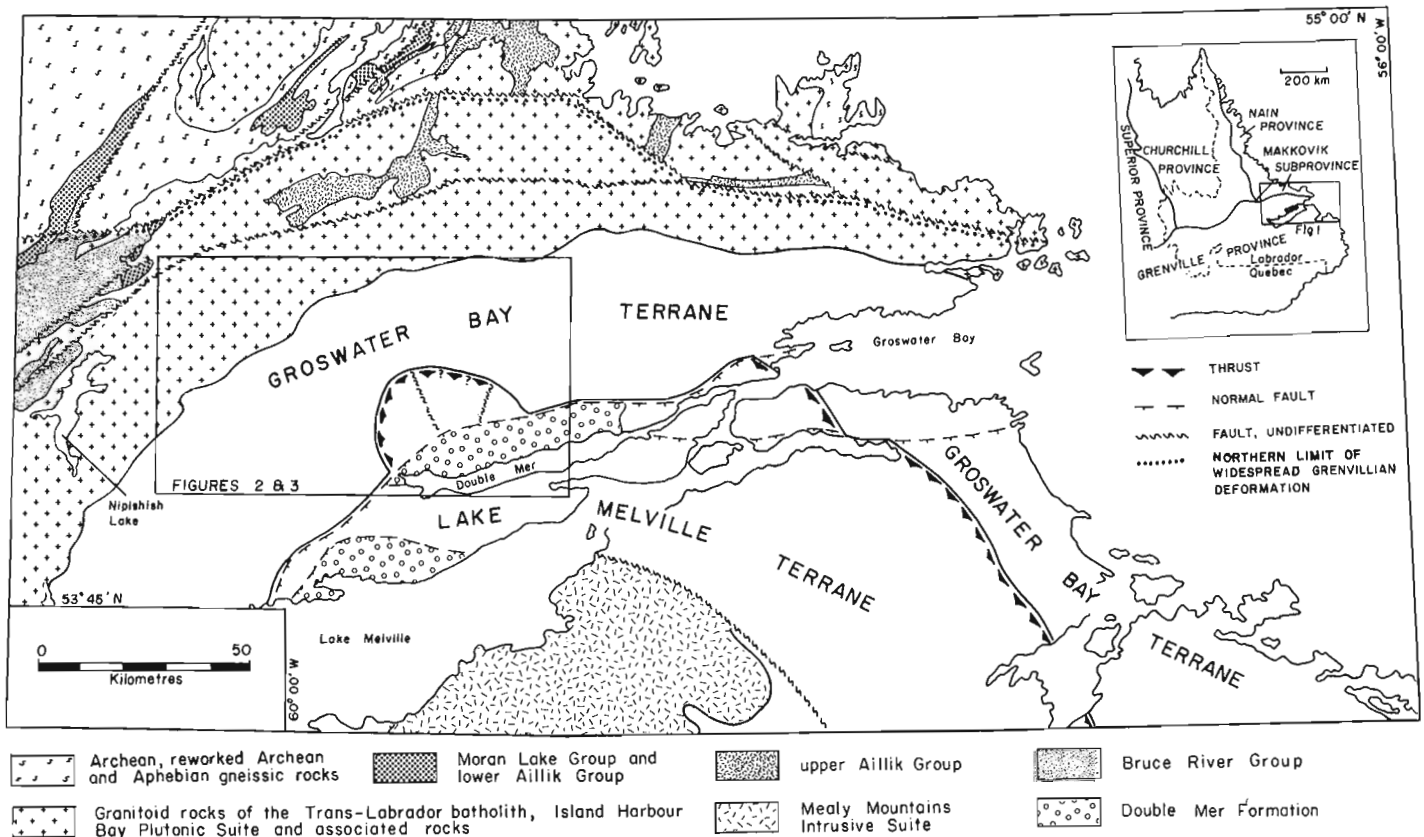 55° 00' N
56° 00' W
200 km
NAIN
PROVINCE
CHURCHILL
PROVINCE
MAKKOVIK
SUBPROVINCE
SUPERIOR PROVINCE
Fig 1
GRENVILLE PROVINCE
Labrador
Quebec
GROSWATER BAY TERRANE
Groswater Bay
THRUST
NORMAL FAULT
FAULT, UNDIFFERENTIATED
NORTHERN LIMIT OF
WIDESPREAD GRENVILLIAN
DEFORMATION
Double Mer
FIGURES 2 & 3
Nipishish
Lake
LAKE MELVILLE TERRANE
GROSWATER BAY TERRANE
53° 45' N
Lake Melville
60° 00' W
0 50
Kilometres
Archean, reworked Archean
and Aphebian gneissic rocks
Moran Lake Group and
lower Aillik Group
upper Aillik Group
Bruce River Group
Granitoid rocks of the Trans-Labrador batholith, Island Harbour
Bay Plutonic Suite and associated rocks
Mealy Mountains
Intrusive Suite
Double Mer Formation